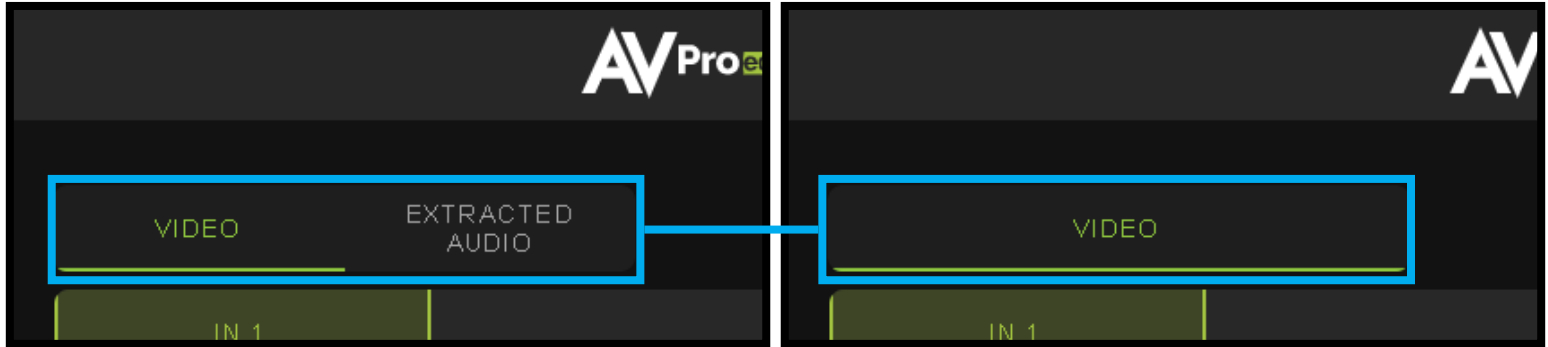 AV Pro
VIDEO
EXTRACTED
AUDIO
IN 1
AV
VIDEO
IN 1